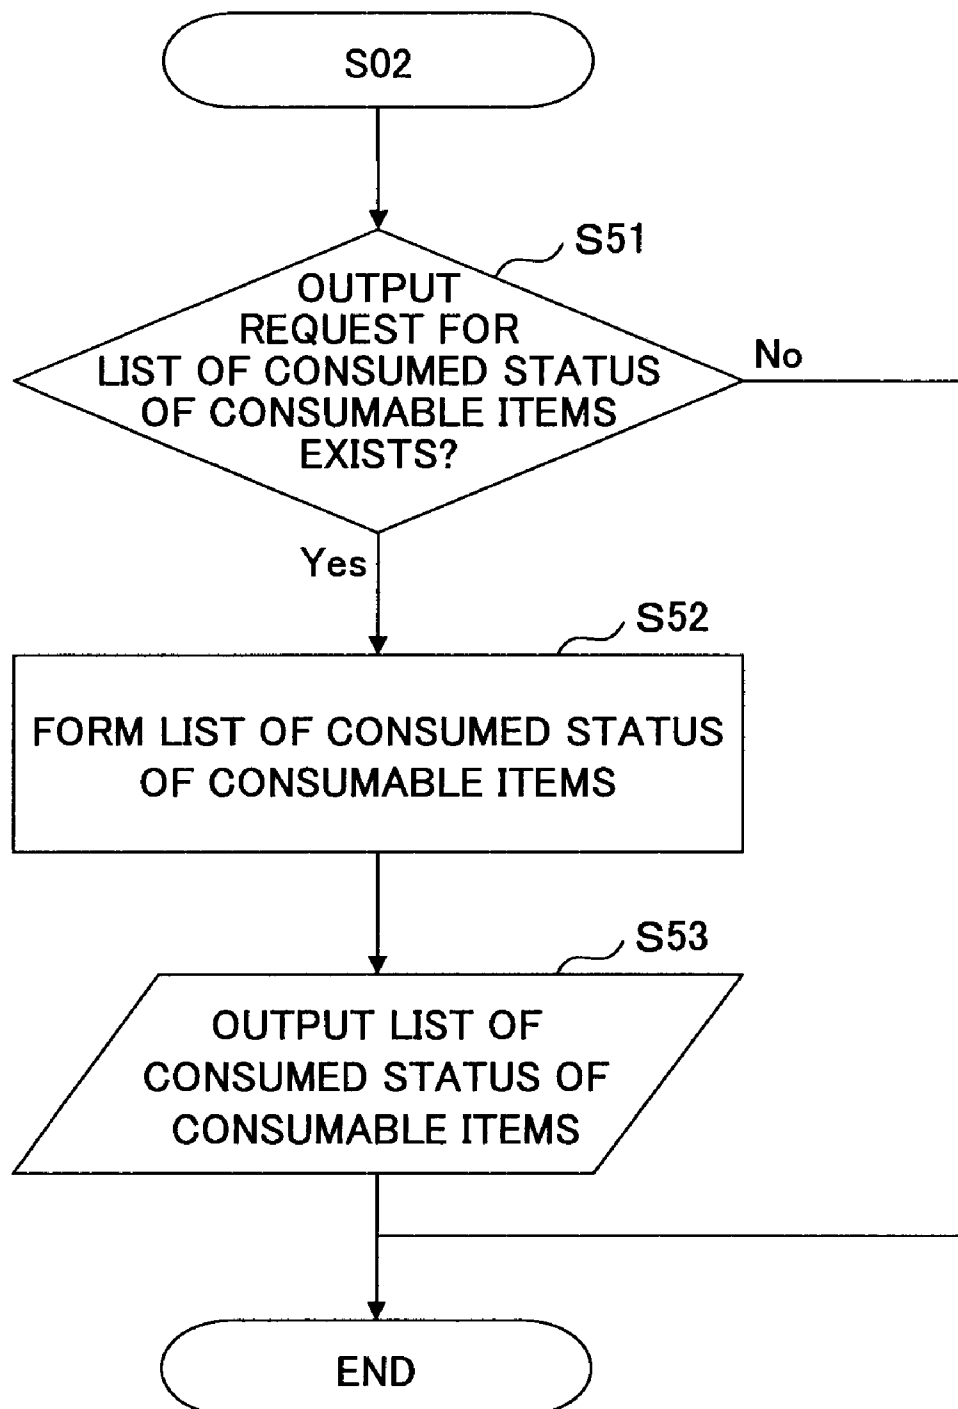 S02
S51
OUTPUT
REQUEST FOR
LIST OF CONSUMED STATUS
OF CONSUMABLE ITEMS
EXISTS?
No
Yes
S52
FORM LIST OF CONSUMED STATUS
OF CONSUMABLE ITEMS
S53
OUTPUT LIST OF
CONSUMED STATUS OF
CONSUMABLE ITEMS
END